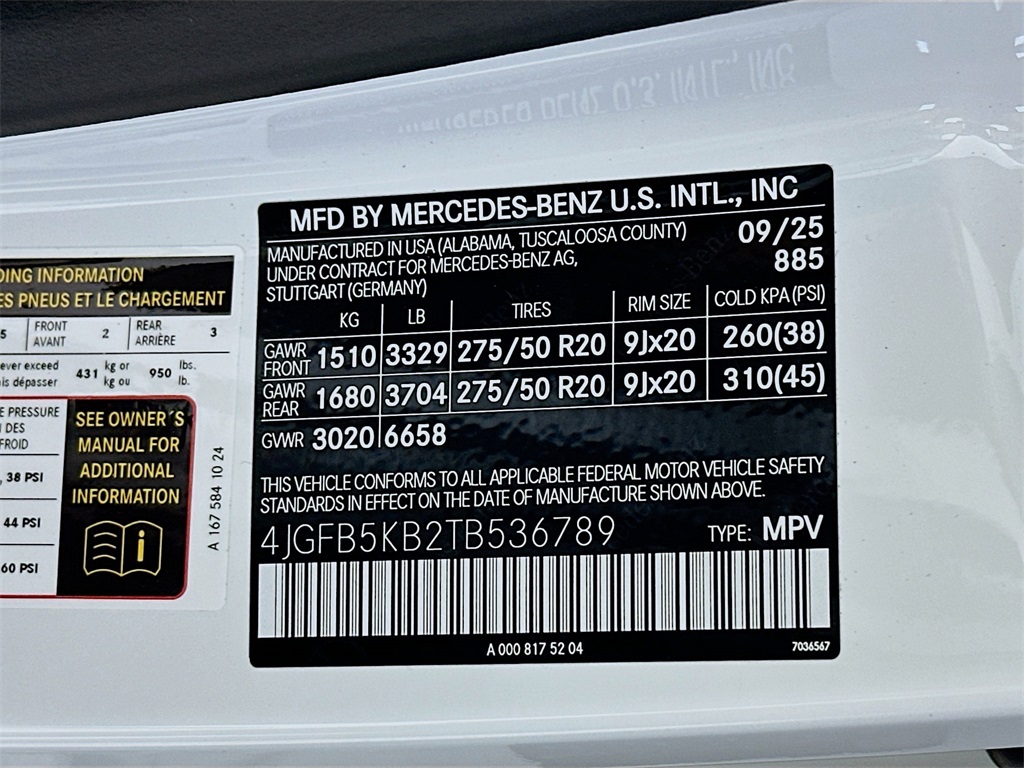 MFD BY MERCEDES-BENZ U.S. INTL., INC
MANUFACTURED IN USA (ALABAMA, TUSCALOOSA COUNTY)
UNDER CONTRACT FOR MERCEDES-BENZ AG,
STUTTGART (GERMANY)
09/25
885
KG LB TIRES RIM SIZE COLD KPA (PSI)
GAWR FRONT 1510 3329 275/50 R20 9Jx20 260(38)
GAWR REAR 1680 3704 275/50 R20 9Jx20 310(45)
GVWR 3020 6658
THIS VEHICLE CONFORMS TO ALL APPLICABLE FEDERAL MOTOR VEHICLE SAFETY
STANDARDS IN EFFECT ON THE DATE OF MANUFACTURE SHOWN ABOVE.
4JGFB5KB2TB536789 TYPE: MPV
A 000 817 52 04 7036567
INFORMATION
PNEUS ET LE CHARGEMENT
5 FRONT AVANT 2 REAR ARRIÈRE 3
exceed 431 kg or 950 lbs.
dépasser kg ou lb.
PRESSURE
DES
FROID
38 PSI
44 PSI
60 PSI
SEE OWNER´S
MANUAL FOR
ADDITIONAL
INFORMATION
i
A 167 584 10 24